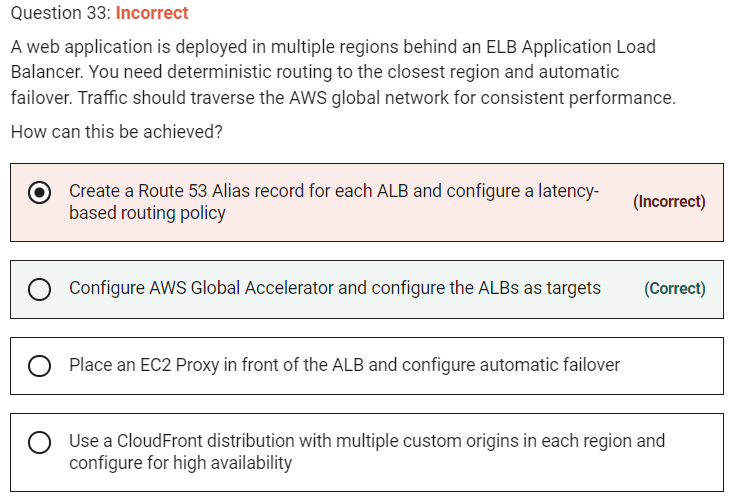 Question 33: Incorrect
A web application is deployed in multiple regions behind an ELB Application Load
Balancer. You need deterministic routing to the closest region and automatic
failover. Traffic should traverse the AWS global network for consistent performance.
How can this be achieved?
Create a Route 53 Alias record for each ALB and configure a latency-
based routing policy
(Incorrect)
Configure AWS Global Accelerator and configure the ALBs as targets
(Correct)
Place an EC2 Proxy in front of the ALB and configure automatic failover
Use a CloudFront distribution with multiple custom origins in each region and
configure for high availability